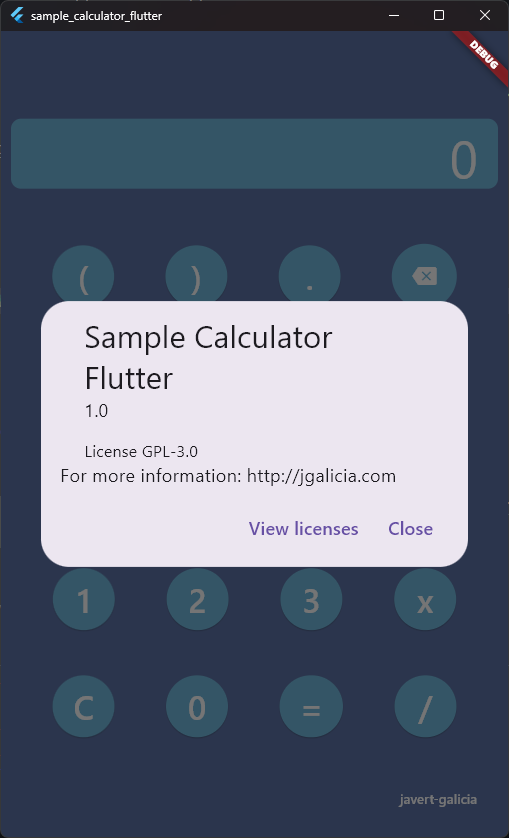 sample_calculator_flutter
DEBUG
0
( ) .
Sample Calculator
Flutter
1.0
License GPL-3.0
For more information: http://jgalicia.com
View licenses Close
1 2 3 x
C 0 = /
javert-galicia